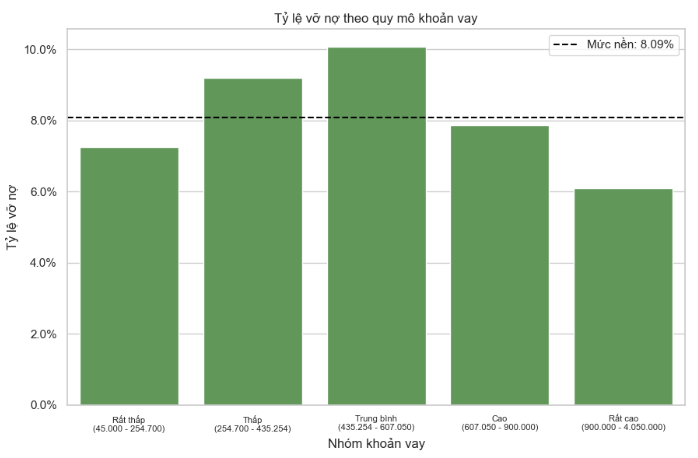 Tỷ lệ vỡ nợ theo quy mô khoản vay
Mức nền: 8.09%
10.0%
8.0%
6.0%
4.0%
2.0%
0.0%
Tỷ lệ vỡ nợ
Rất thấp
(45.000 - 254.700)
Thấp
(254.700 - 435.254)
Trung bình
(435.254 - 607.050)
Cao
(607.050 - 900.000)
Rất cao
(900.000 - 4.050.000)
Nhóm khoản vay